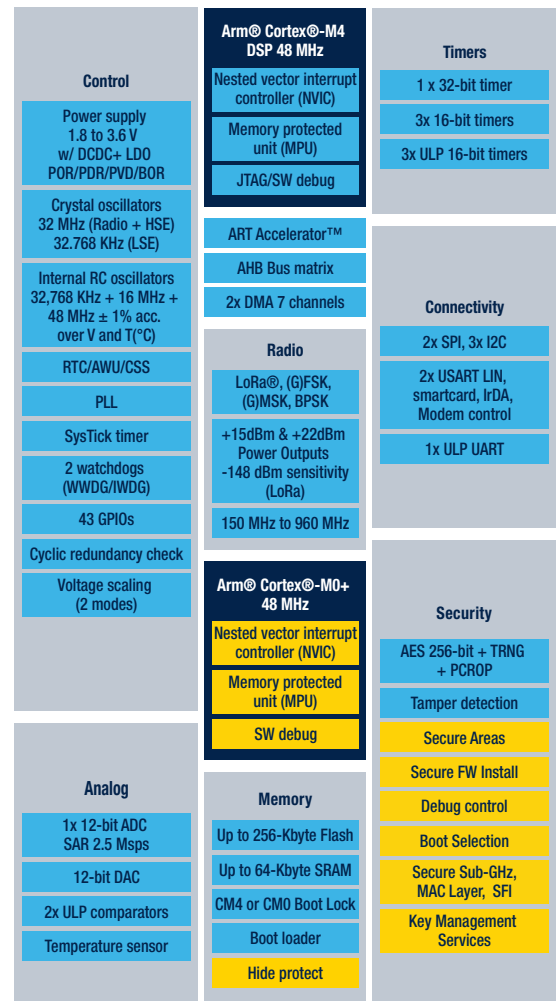 Control
Power supply
1.8 to 3.6 V
w/ DCDC+ LDO
POR/PDR/PVD/BOR
Crystal oscillators
32 MHz (Radio + HSE)
32.768 KHz (LSE)
Internal RC oscillators
32,768 KHz + 16 MHz +
48 MHz ± 1% acc.
over V and T(°C)
RTC/AWU/CSS
PLL
SysTick timer
2 watchdogs
(WWDG/IWDG)
43 GPIOs
Cyclic redundancy check
Voltage scaling
(2 modes)
Analog
1x 12-bit ADC
SAR 2.5 Msps
12-bit DAC
2x ULP comparators
Temperature sensor
Arm® Cortex®-M4
DSP 48 MHz
Nested vector interrupt
controller (NVIC)
Memory protected
unit (MPU)
JTAG/SW debug
ART Accelerator™
AHB Bus matrix
2x DMA 7 channels
Radio
LoRa®, (G)FSK,
(G)MSK, BPSK
+15dBm & +22dBm
Power Outputs
-148 dBm sensitivity
(LoRa)
150 MHz to 960 MHz
Arm® Cortex®-M0+
48 MHz
Nested vector interrupt
controller (NVIC)
Memory protected
unit (MPU)
SW debug
Memory
Up to 256-Kbyte Flash
Up to 64-Kbyte SRAM
CM4 or CM0 Boot Lock
Boot loader
Hide protect
Timers
1 x 32-bit timer
3x 16-bit timers
3x ULP 16-bit timers
Connectivity
2x SPI, 3x I2C
2x USART LIN,
smartcard, IrDA,
Modem control
1x ULP UART
Security
AES 256-bit + TRNG
+ PCROP
Tamper detection
Secure Areas
Secure FW Install
Debug control
Boot Selection
Secure Sub-GHz,
MAC Layer, SFI
Key Management
Services